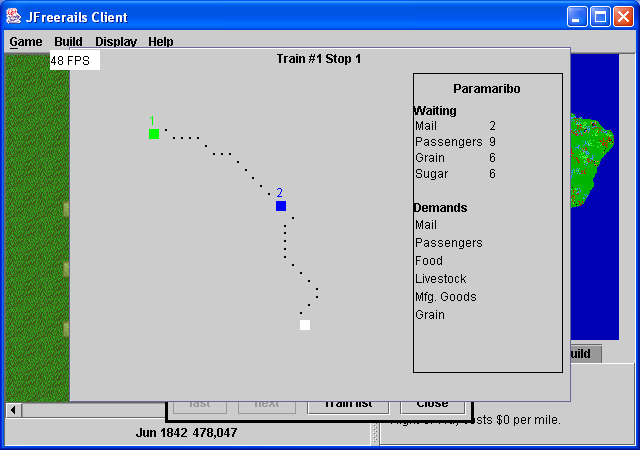 JFreerails Client
Game Build Display Help
48 FPS
Train #1 Stop 1
1
2
Paramaribo
Waiting
Mail 2
Passengers 9
Grain 6
Sugar 6
Demands
Mail
Passengers
Food
Livestock
Mfg. Goods
Grain
uild
last next Train list Close
costs $0 per mile.
Jun 1842 478,047